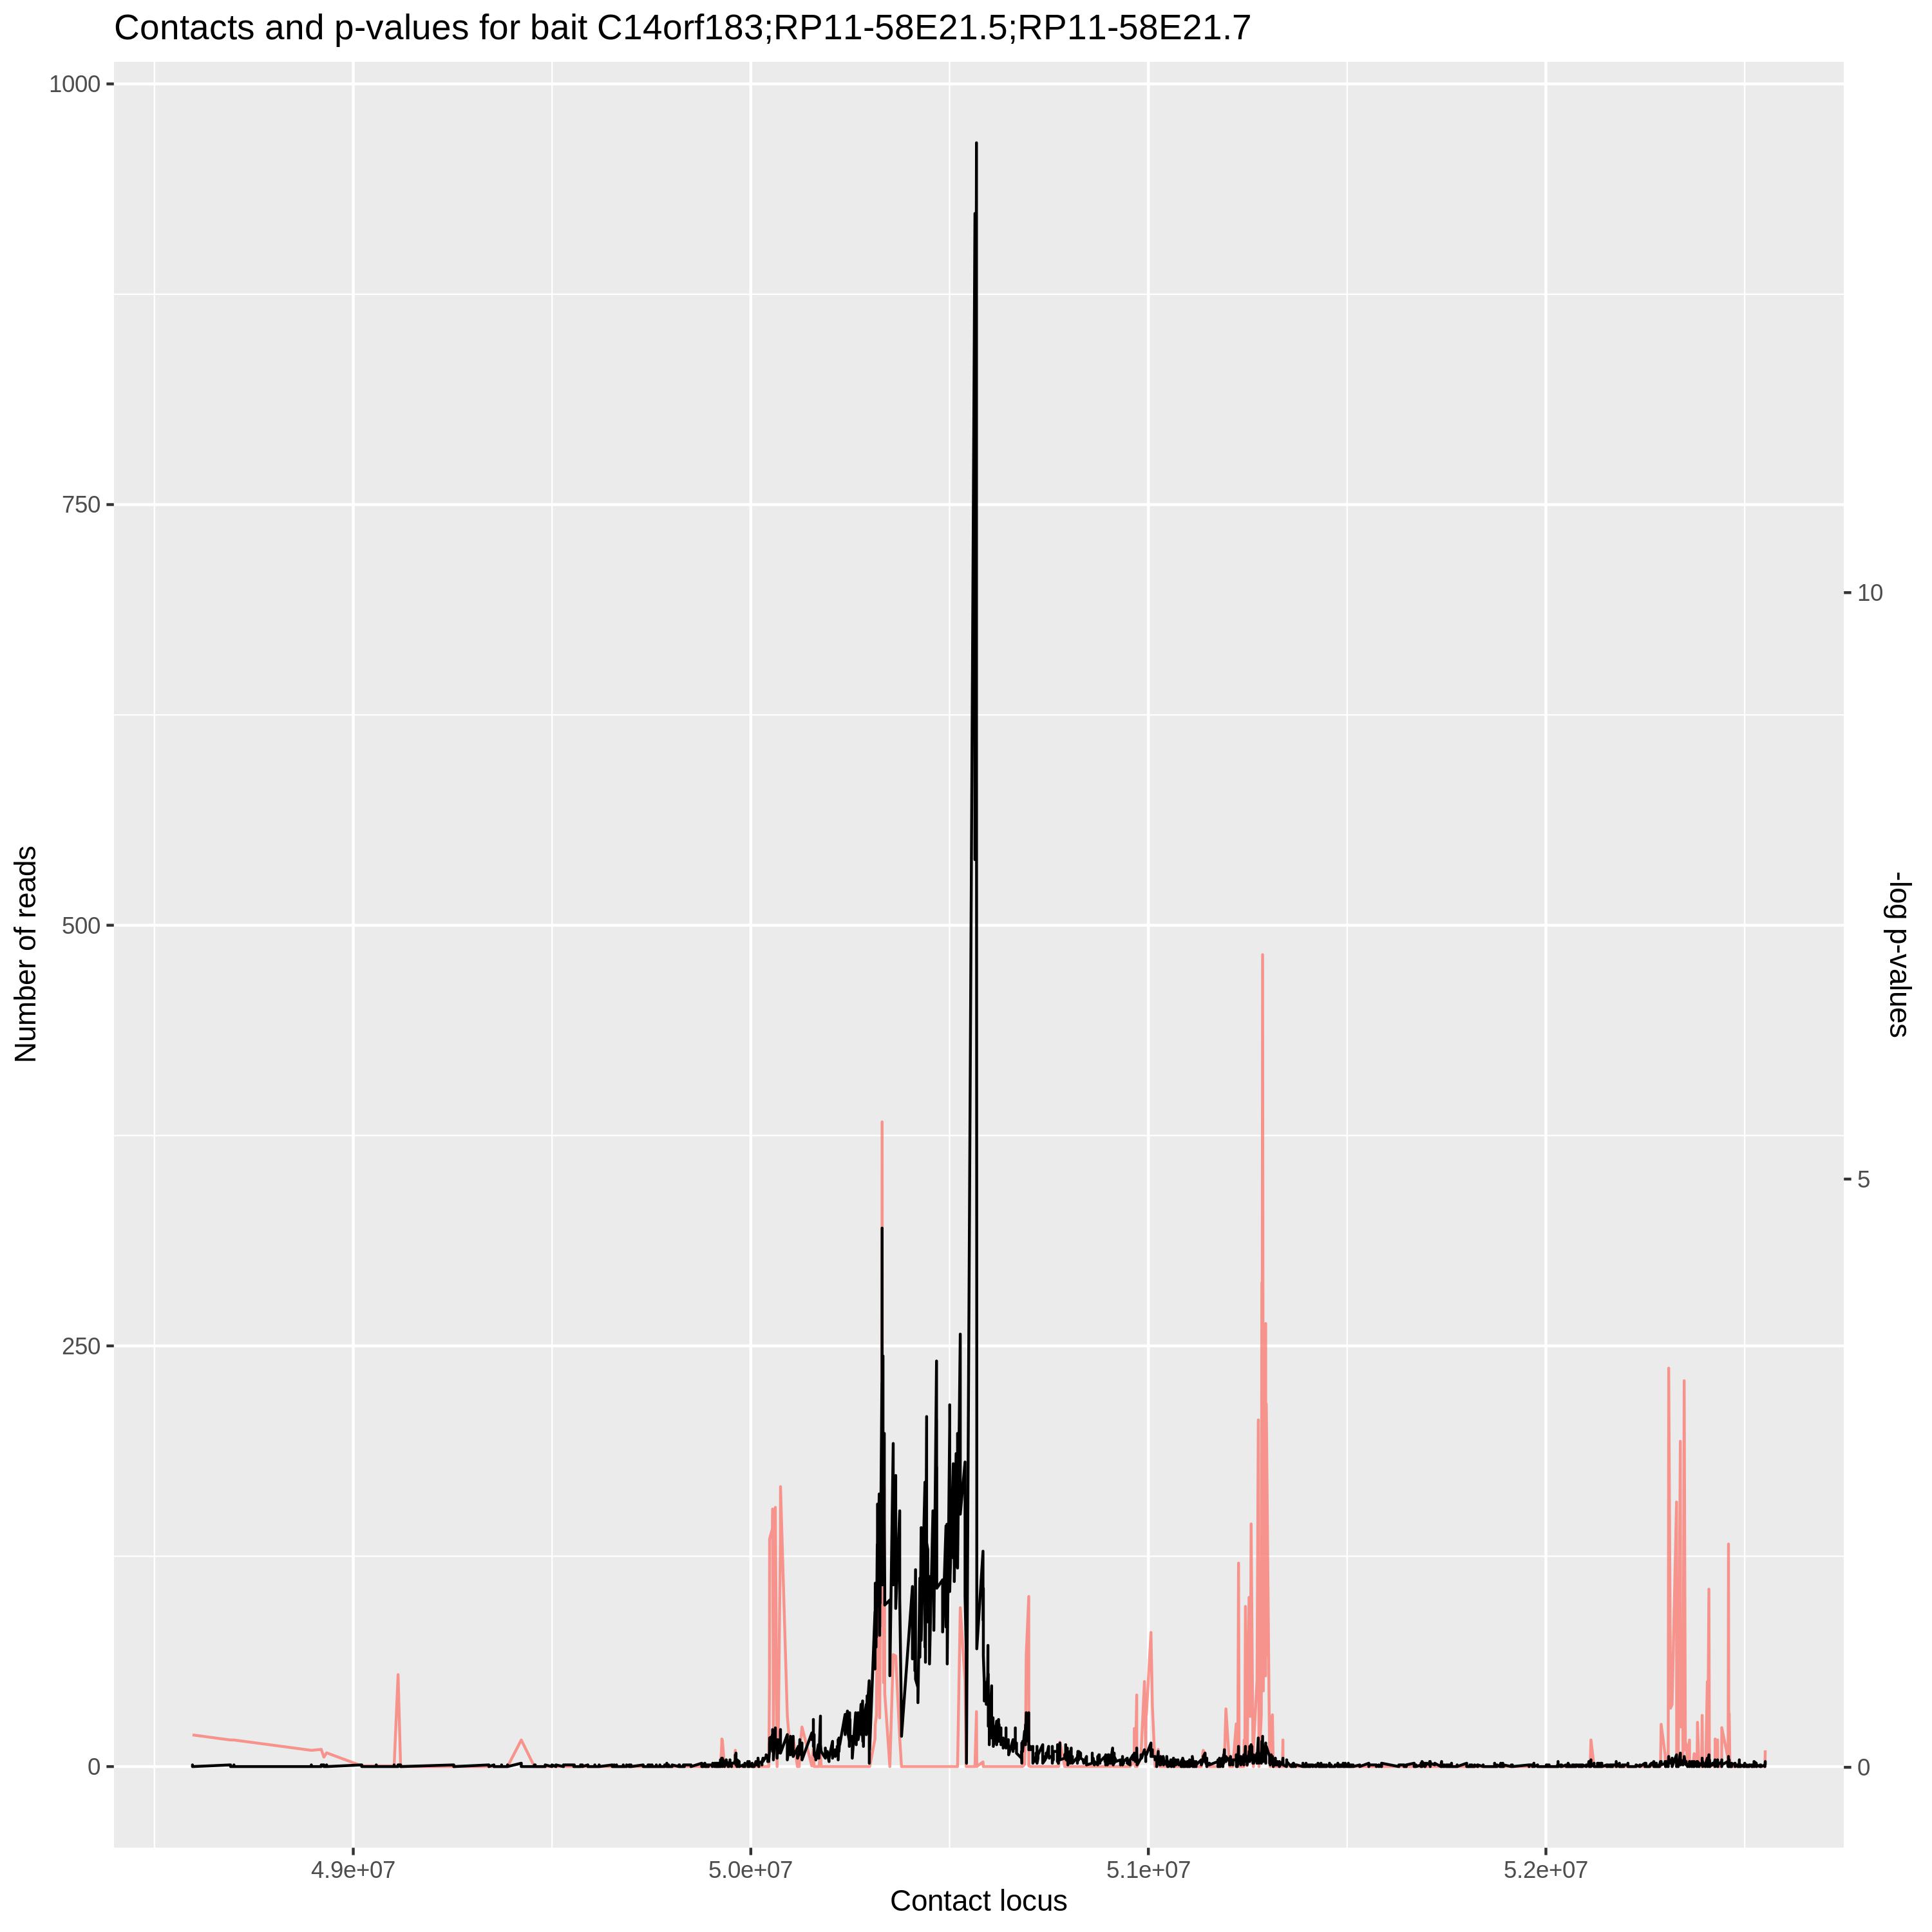 Contacts and p-values for bait C14orf183;RP11-58E21.5;RP11-58E21.7
1000
750
500
250
0
Number of reads
10
5
0
-log p-values
4.9e+07
5.0e+07
5.1e+07
5.2e+07
Contact locus